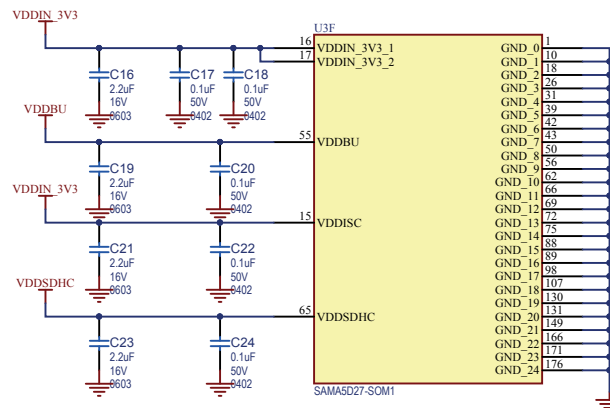 VDDIN_3V3
U3F
16 VDDIN_3V3_1 GND_0 1
17 VDDIN_3V3_2 GND_1 10
GND_2 18
GND_3 26
GND_4 31
GND_5 39
GND_6 42
GND_7 43
GND_8 50
GND_9 56
GND_10 62
GND_11 66
GND_12 69
GND_13 72
GND_14 75
GND_15 88
GND_16 89
GND_17 98
GND_18 107
GND_19 130
GND_20 131
GND_21 149
GND_22 166
GND_23 171
GND_24 176
C16
2.2uF
16V
0603
C17
0.1uF
50V
0402
C18
0.1uF
50V
0402
VDDBU
55 VDDBU
C19
2.2uF
16V
0603
C20
0.1uF
50V
0402
VDDIN_3V3
15 VDDISC
C21
2.2uF
16V
0603
C22
0.1uF
50V
0402
VDDSDHC
65 VDDSDHC
C23
2.2uF
16V
0603
C24
0.1uF
50V
0402
SAMA5D27-SOM1